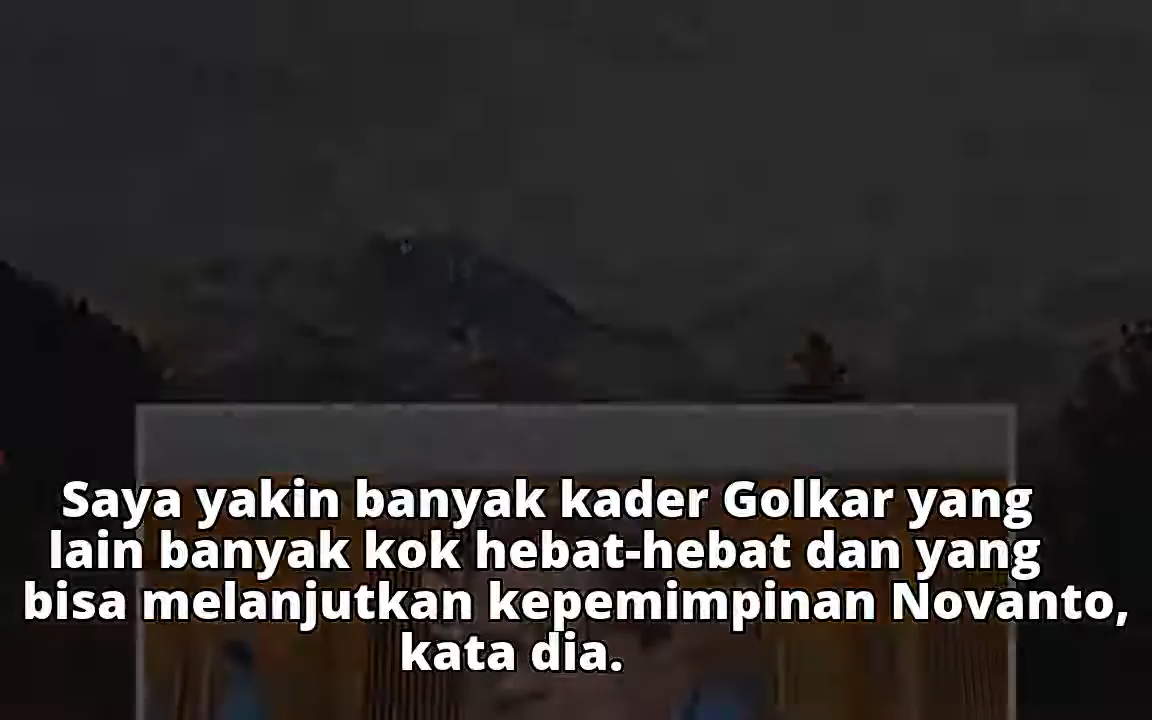 Saya yakin banyak kader Golkar yang
lain banyak kok hebat-hebat dan yang
bisa melanjutkan kepemimpinan Novanto,
kata dia.